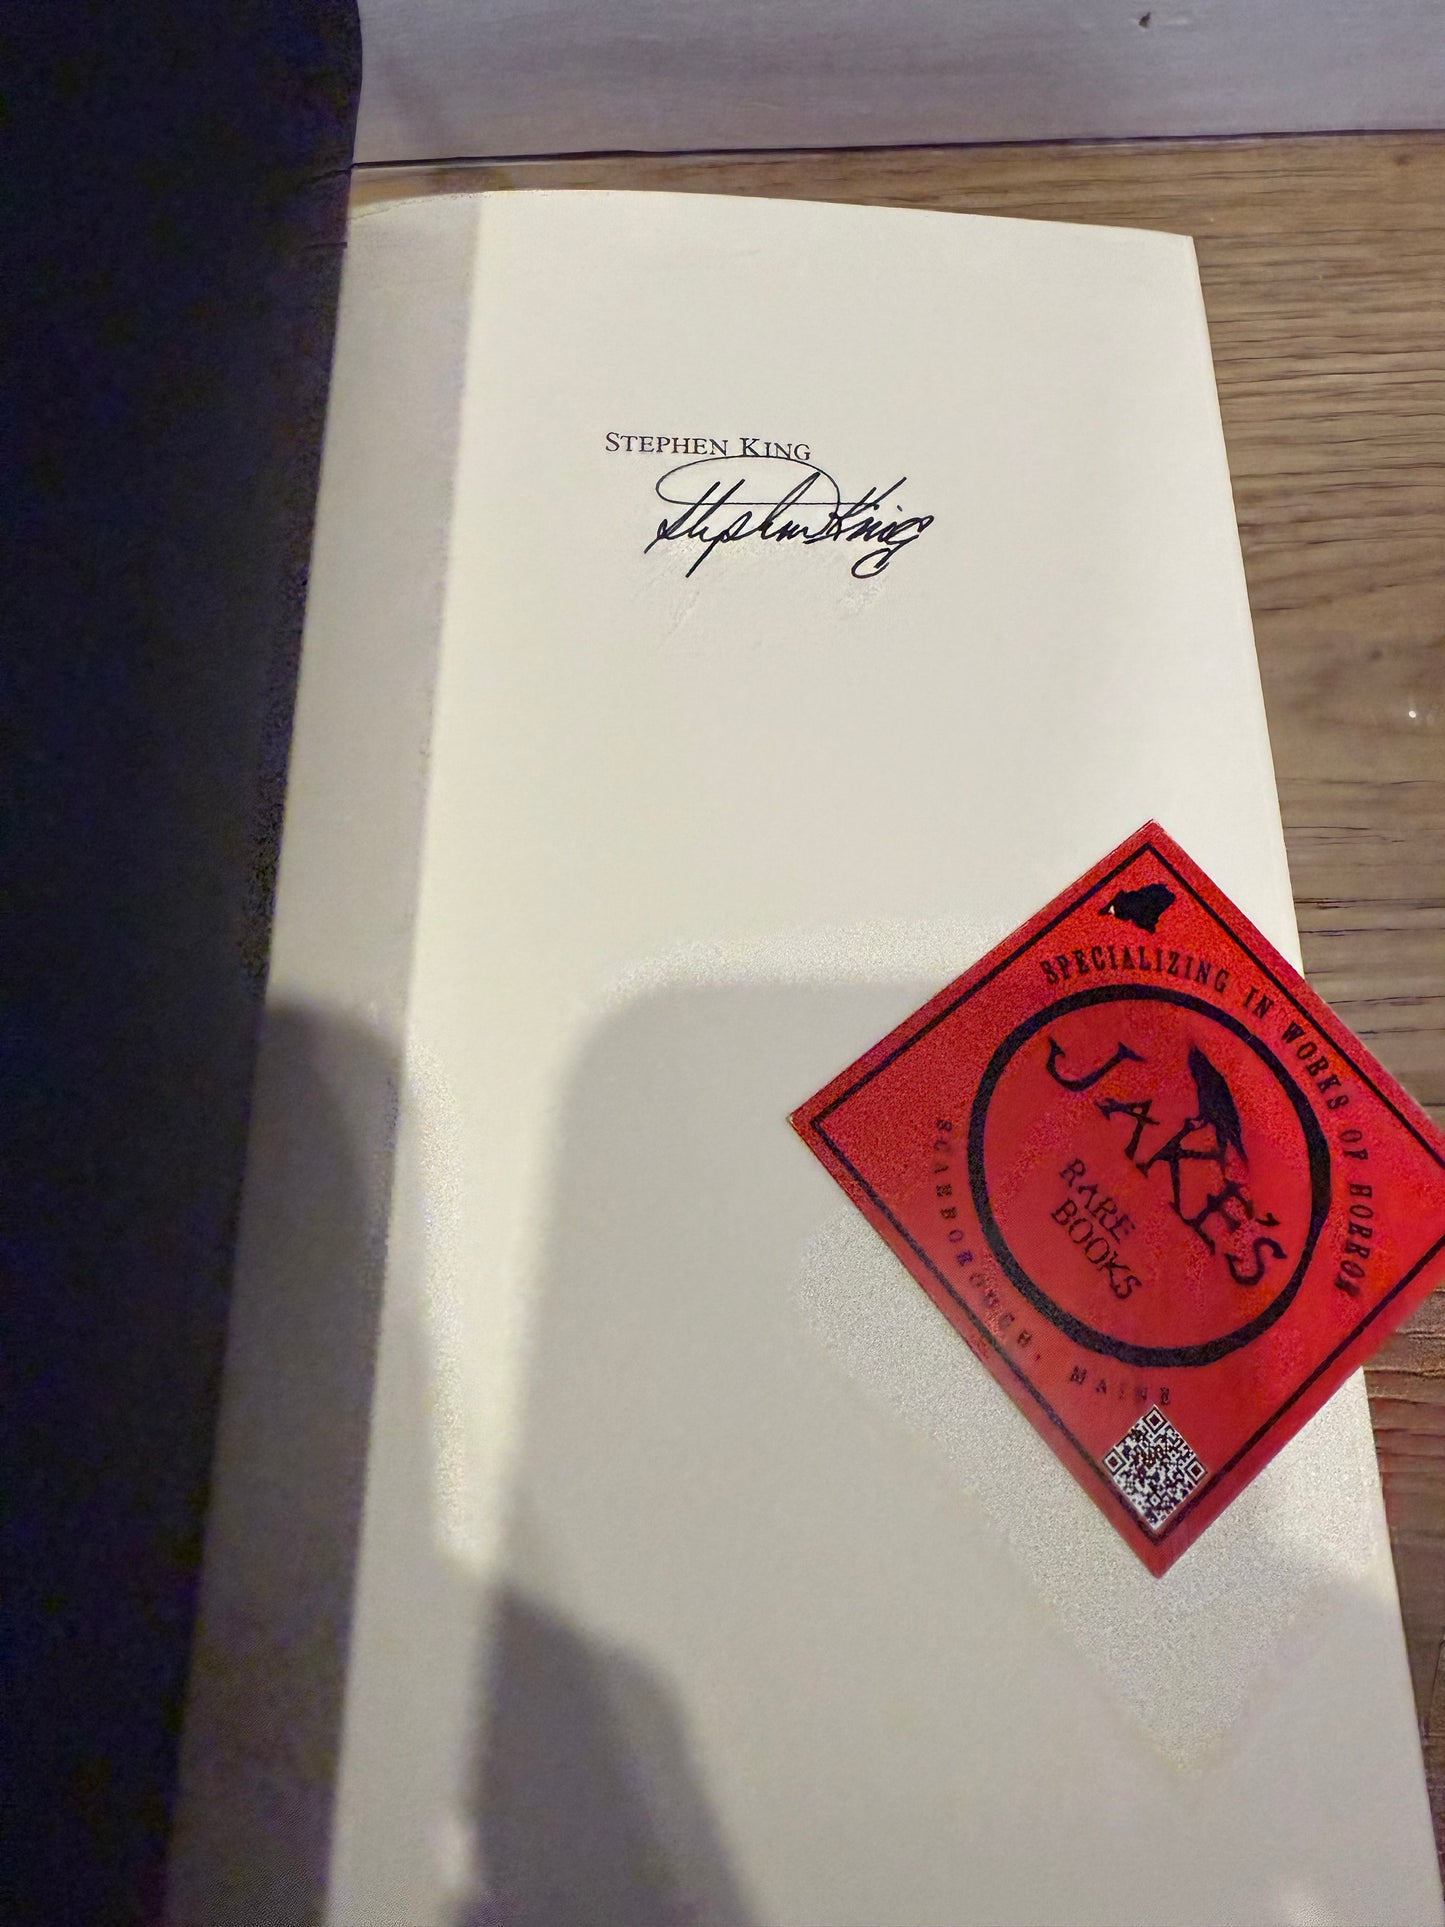 STEPHEN KING
Stephen King
SPECIALIZING IN WORKS OF HORROR
JAKE'S
RARE
BOOKS
SCARBOROUGH, MAINE